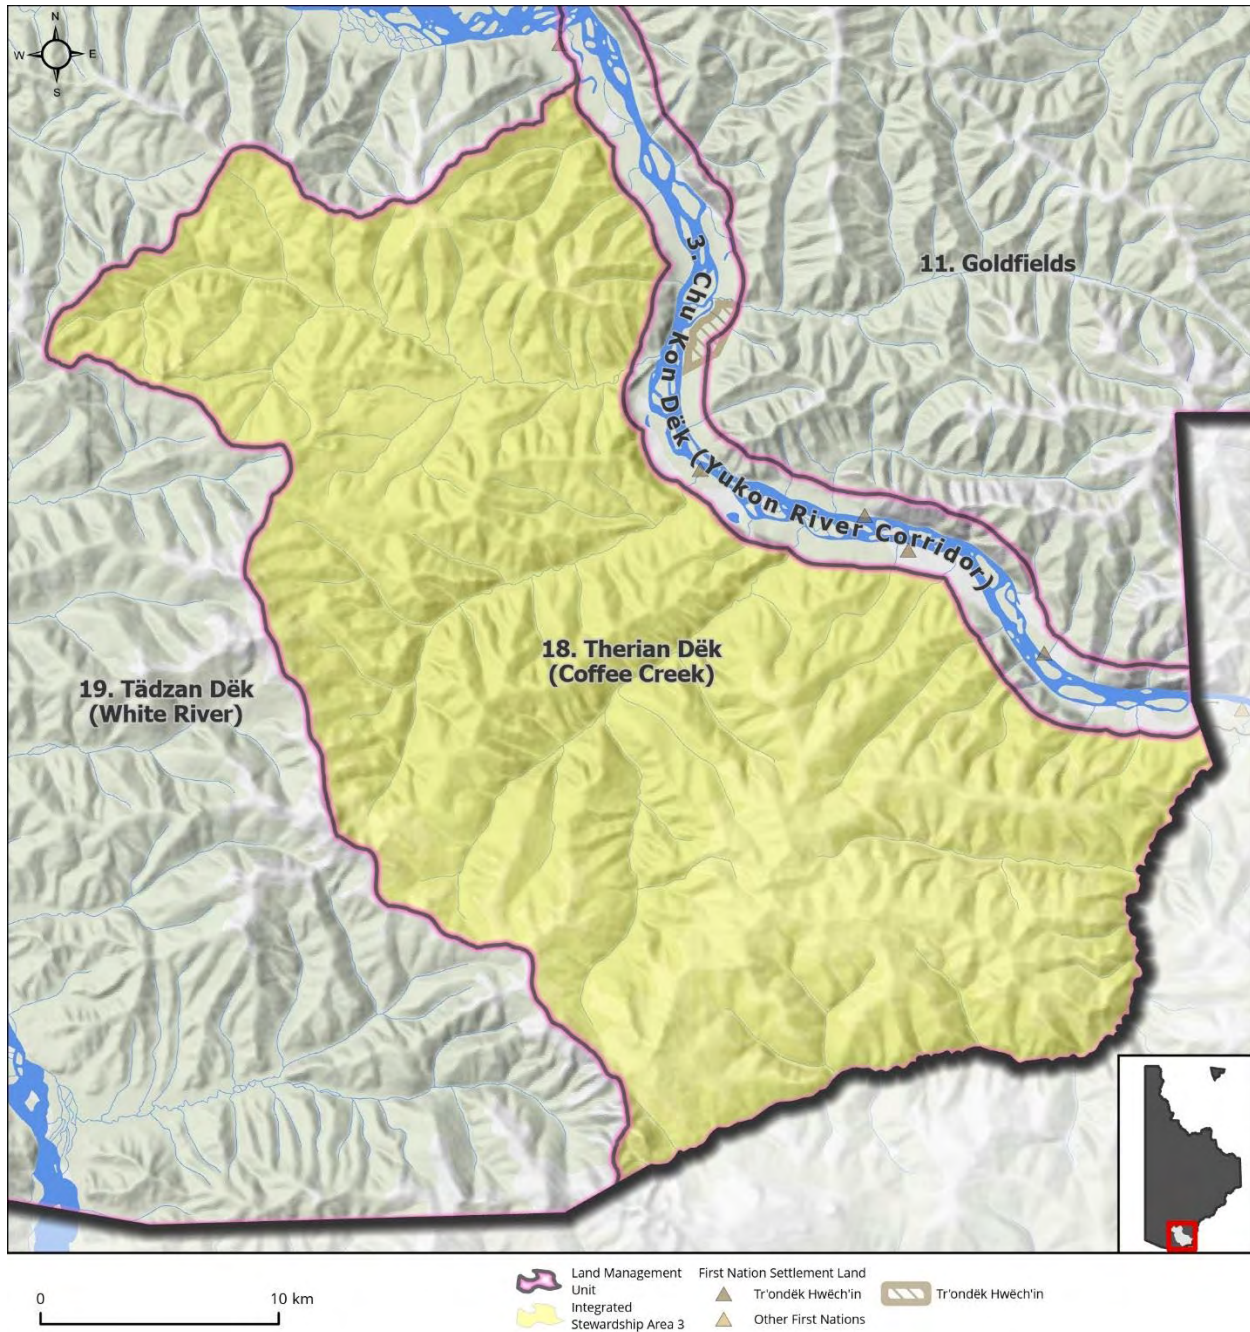 N
W E
S
11. Goldfields
3. Chu Kon Dëk (Yukon River Corridor)
18. Therian Dëk
(Coffee Creek)
19. Tädzan Dëk
(White River)
0 10 km
Land Management
Unit
Integrated
Stewardship Area 3
First Nation Settlement Land
Tr'ondëk Hwëch'in
Other First Nations
Tr'ondëk Hwëch'in